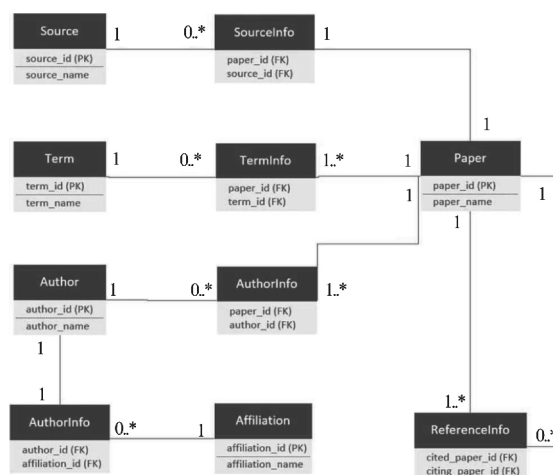 Source
source_id (PK)
source_name
1
0..*
SourceInfo
paper_id (FK)
source_id (FK)
1
1
Term
term_id (PK)
term_name
1
0..*
TermInfo
paper_id (FK)
term_id (FK)
1..*
1
Paper
paper_id (PK)
paper_name
1
1
1
Author
author_id (PK)
author_name
1
0..*
AuthorInfo
paper_id (FK)
author_id (FK)
1..*
1
1
AuthorInfo
author_id (FK)
affiliation_id (FK)
0..*
1
Affiliation
affiliation_id (PK)
affiliation_name
1..*
ReferenceInfo
cited_paper_id (FK)
citing_paper_id (FK)
0..*